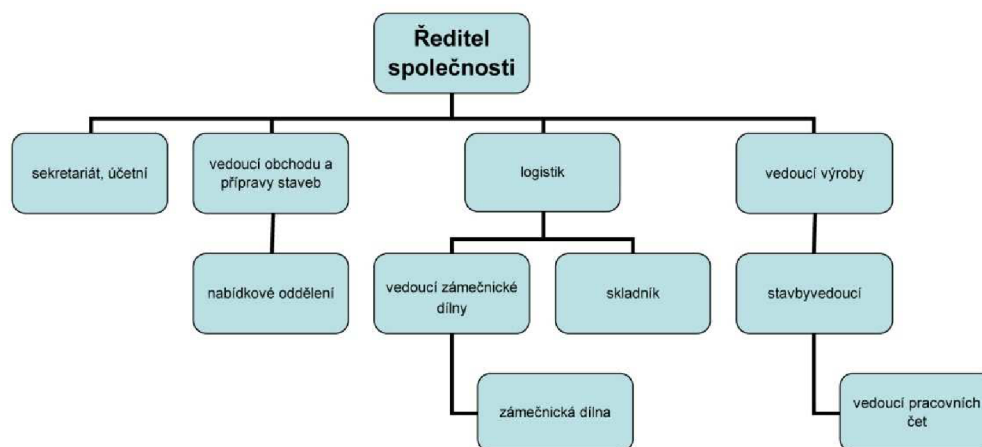 Ředitel
společnosti
sekretariát, účetní
vedoucí obchodu a
přípravy staveb
logistik
vedoucí výroby
nabídkové oddělení
vedoucí zámečnické
dílny
skladník
stavbyvedoucí
zámečnická dílna
vedoucí pracovních
čet